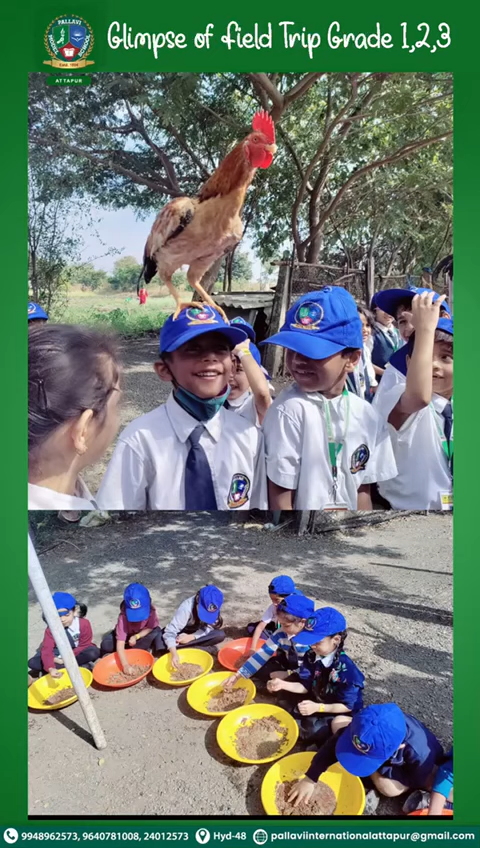 PALLAVI
ATTAPUR
Glimpse of field Trip Grade 1,2,3
9948962573, 9640781008, 24012573 Hyd-48 pallaviinternationalattapur@gmail.com